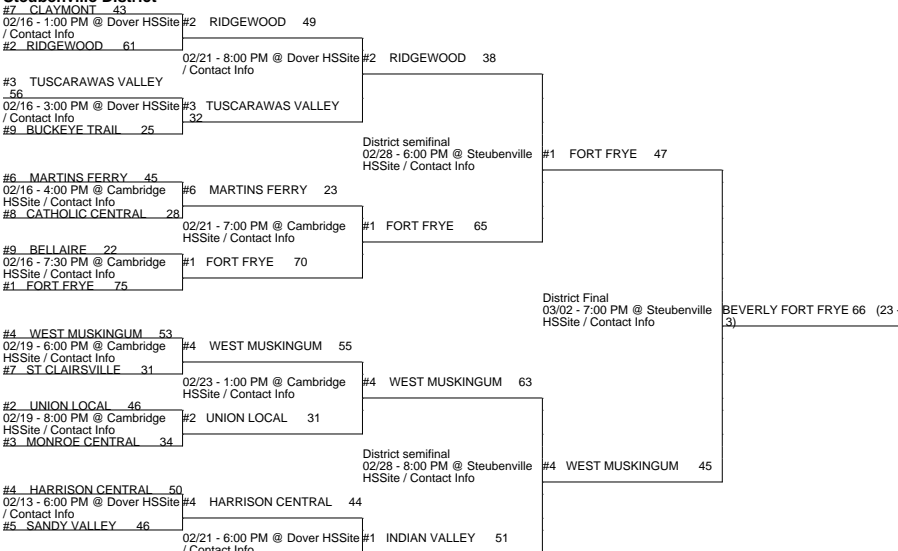 Steubenville District
#7 CLAYMONT 43
02/16 - 1:00 PM @ Dover HSSite
/ Contact Info
#2 RIDGEWOOD 61
#2 RIDGEWOOD 49
02/21 - 8:00 PM @ Dover HSSite
/ Contact Info
#3 TUSCARAWAS VALLEY
56
02/16 - 3:00 PM @ Dover HSSite
/ Contact Info
#9 BUCKEYE TRAIL 25
#3 TUSCARAWAS VALLEY
32
#2 RIDGEWOOD 38
District semifinal
02/28 - 6:00 PM @ Steubenville
HSSite / Contact Info
#6 MARTINS FERRY 45
02/16 - 4:00 PM @ Cambridge
HSSite / Contact Info
#8 CATHOLIC CENTRAL 28
#6 MARTINS FERRY 23
02/21 - 7:00 PM @ Cambridge
HSSite / Contact Info
#9 BELLAIRE 22
02/16 - 7:30 PM @ Cambridge
HSSite / Contact Info
#1 FORT FRYE 75
#1 FORT FRYE 70
#1 FORT FRYE 65
#1 FORT FRYE 47
District Final
03/02 - 7:00 PM @ Steubenville
HSSite / Contact Info
BEVERLY FORT FRYE 66 (23 -
3)
#4 WEST MUSKINGUM 53
02/19 - 6:00 PM @ Cambridge
HSSite / Contact Info
#7 ST CLAIRSVILLE 31
#4 WEST MUSKINGUM 55
02/23 - 1:00 PM @ Cambridge
HSSite / Contact Info
#2 UNION LOCAL 46
02/19 - 8:00 PM @ Cambridge
HSSite / Contact Info
#3 MONROE CENTRAL 34
#2 UNION LOCAL 31
#4 WEST MUSKINGUM 63
District semifinal
02/28 - 8:00 PM @ Steubenville
HSSite / Contact Info
#4 WEST MUSKINGUM 45
#4 HARRISON CENTRAL 50
02/13 - 6:00 PM @ Dover HSSite
/ Contact Info
#5 SANDY VALLEY 46
#4 HARRISON CENTRAL 44
02/21 - 6:00 PM @ Dover HSSite
/ Contact Info
#1 INDIAN VALLEY 51